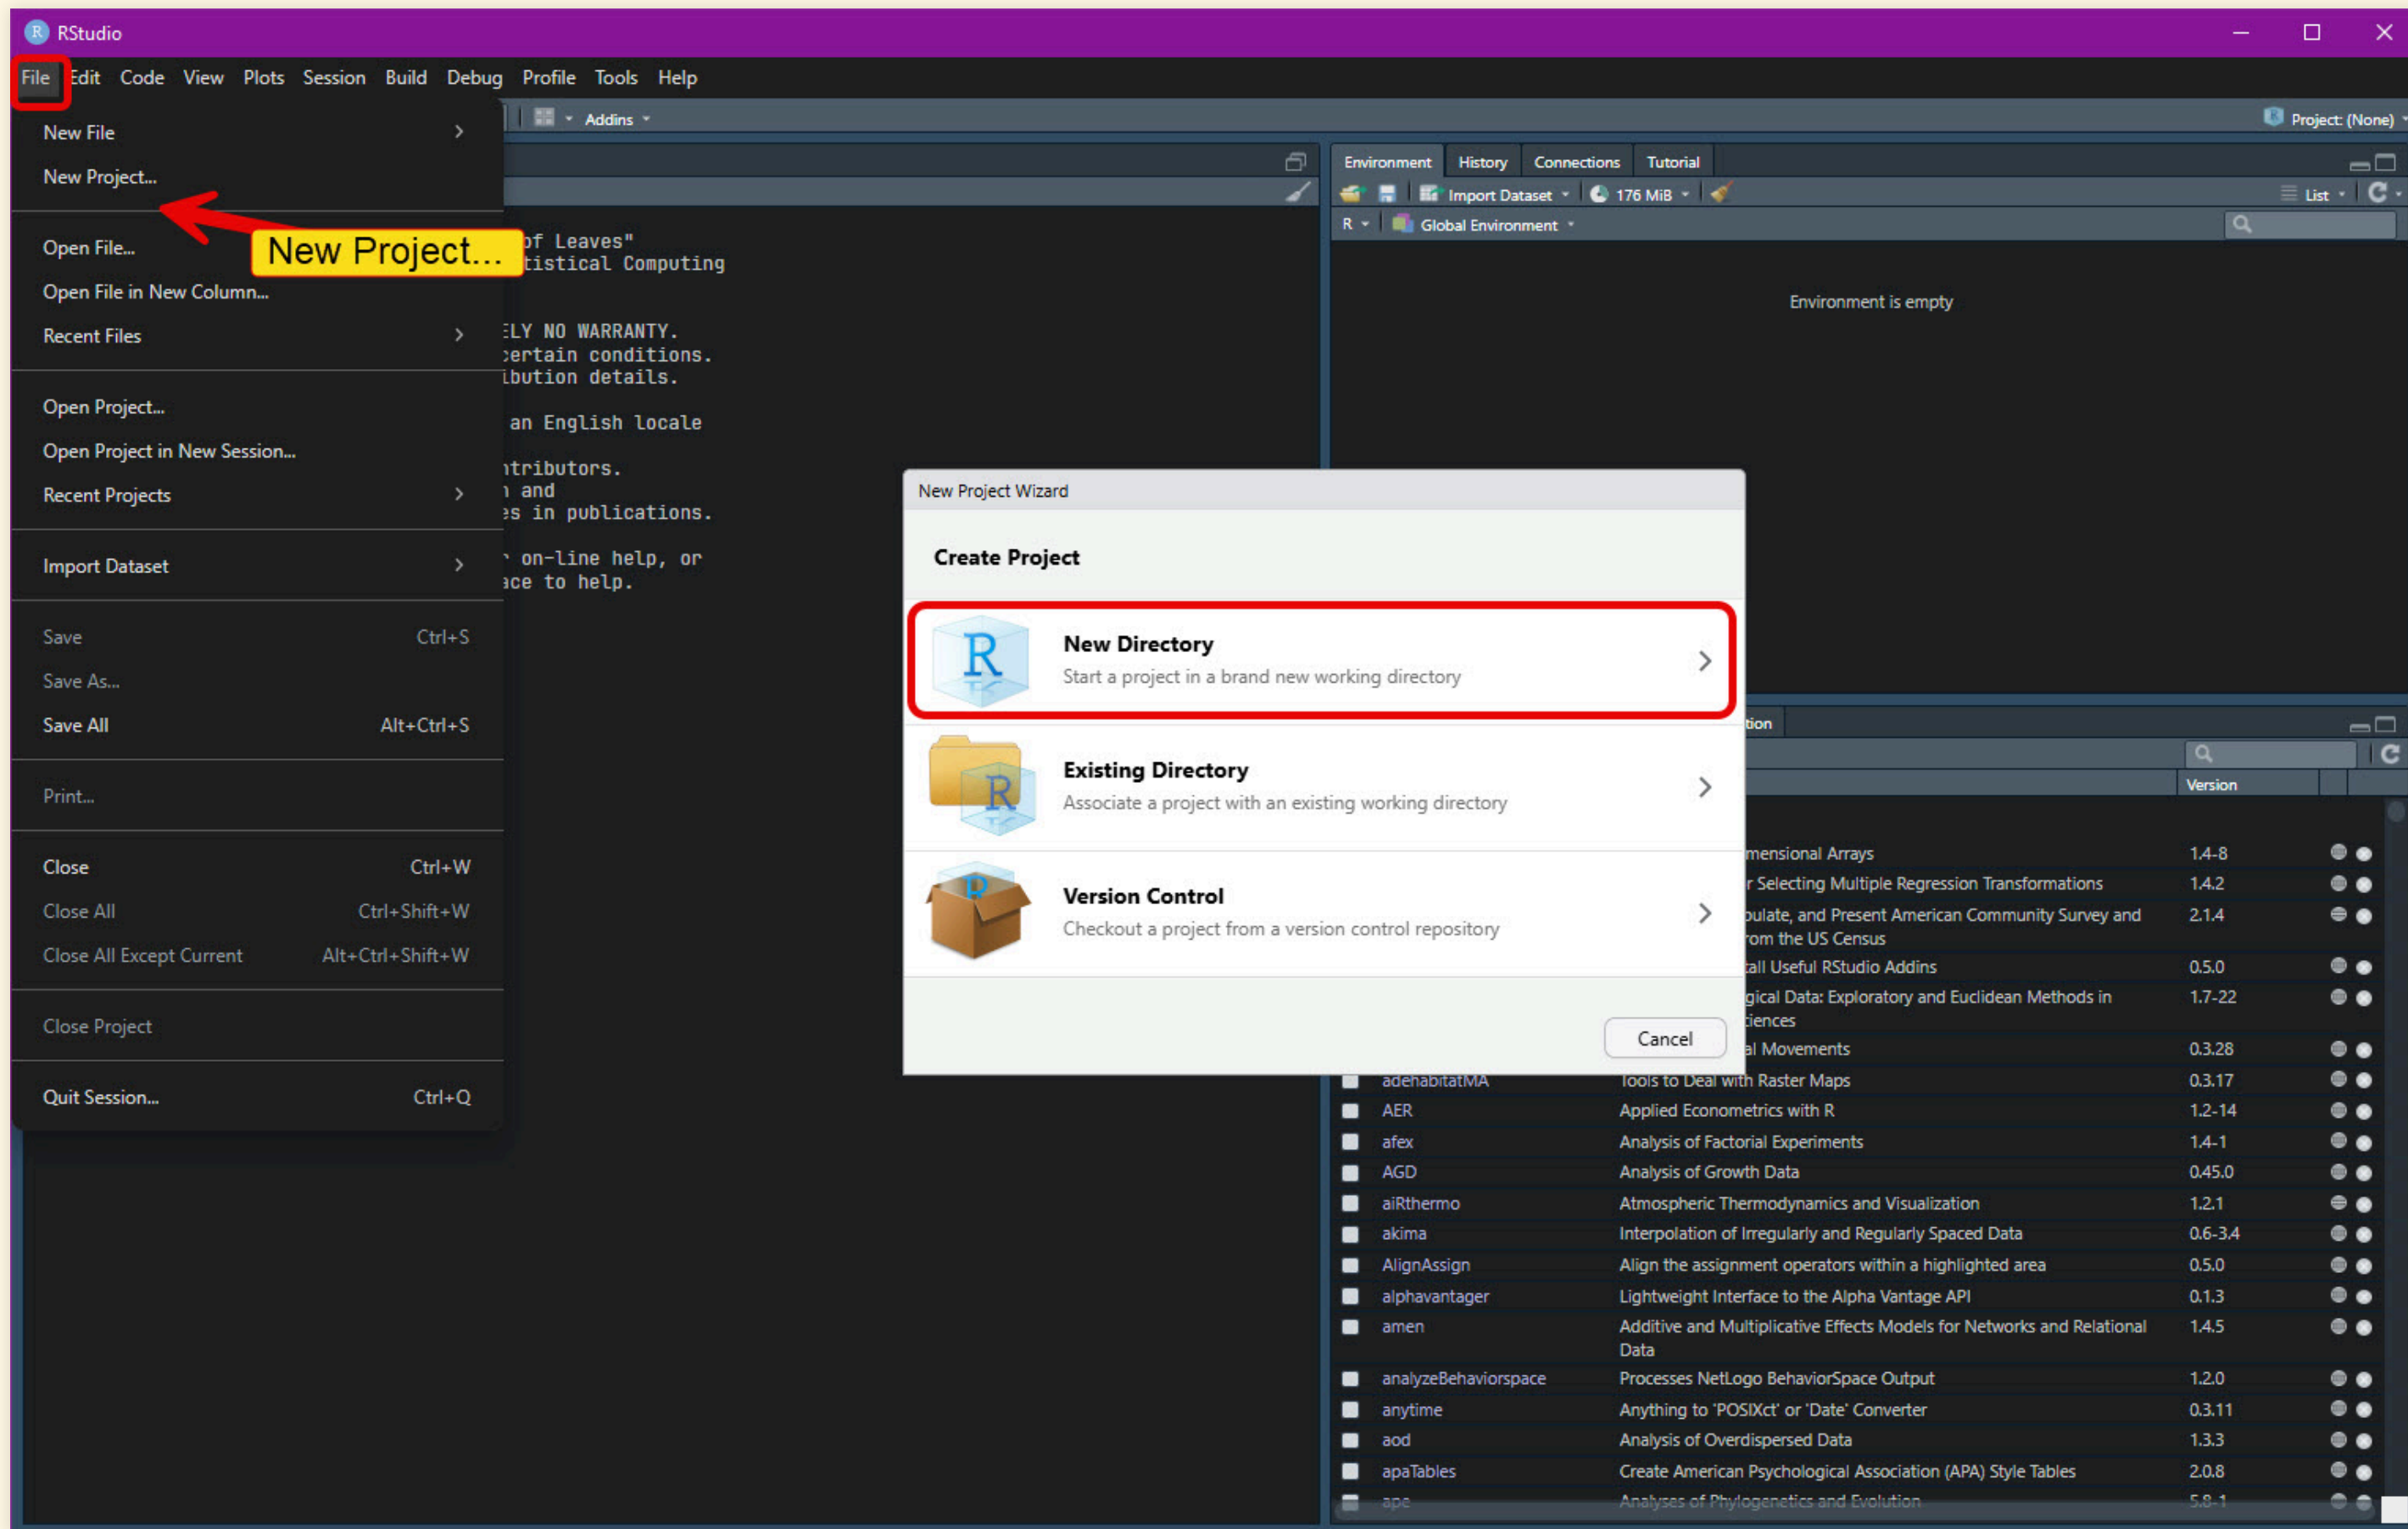 RStudio
File Edit Code View Plots Session Build Debug Profile Tools Help
Addins
Project: (None)
New File
New Project...
Open File...
Open File in New Column...
Recent Files
Open Project...
Open Project in New Session...
Recent Projects
Import Dataset
Save Ctrl+S
Save As...
Save All Alt+Ctrl+S
Print...
Close Ctrl+W
Close All Ctrl+Shift+W
Close All Except Current Alt+Ctrl+Shift+W
Close Project
Quit Session... Ctrl+Q
New Project...
of Leaves"
tistical Computing
ELY NO WARRANTY.
certain conditions.
ibution details.
an English locale
ntributors.
and
es in publications.
on-line help, or
ace to help.
Environment History Connections Tutorial
Import Dataset 176 MiB List
R Global Environment
Environment is empty
New Project Wizard
Create Project
New Directory
Start a project in a brand new working directory
Existing Directory
Associate a project with an existing working directory
Version Control
Checkout a project from a version control repository
Cancel
tion
Version
mensional Arrays 1.4-8
r Selecting Multiple Regression Transformations 1.4.2
pulate, and Present American Community Survey and 2.1.4
rom the US Census
tall Useful RStudio Addins 0.5.0
gical Data: Exploratory and Euclidean Methods in 1.7-22
iences
al Movements 0.3.28
adehabitatMA Tools to Deal with Raster Maps 0.3.17
AER Applied Econometrics with R 1.2-14
afex Analysis of Factorial Experiments 1.4-1
AGD Analysis of Growth Data 0.45.0
aiRthermo Atmospheric Thermodynamics and Visualization 1.2.1
akima Interpolation of Irregularly and Regularly Spaced Data 0.6-3.4
AlignAssign Align the assignment operators within a highlighted area 0.5.0
alphavantager Lightweight Interface to the Alpha Vantage API 0.1.3
amen Additive and Multiplicative Effects Models for Networks and Relational 1.4.5
Data
analyzeBehaviorspace Processes NetLogo BehaviorSpace Output 1.2.0
anytime Anything to 'POSIXct' or 'Date' Converter 0.3.11
aod Analysis of Overdispersed Data 1.3.3
apaTables Create American Psychological Association (APA) Style Tables 2.0.8
ape Analyses of Phylogenetics and Evolution 5.8-1